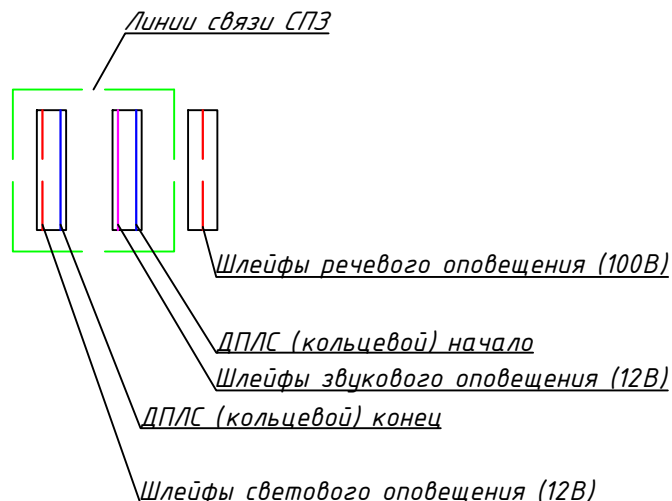 Линии связи СПЗ
Шлейфы речевого оповещения (100В)
ДПЛС (кольцевой) начало
Шлейфы звукового оповещения (12В)
ДПЛС (кольцевой) конец
Шлейфы светового оповещения (12В)